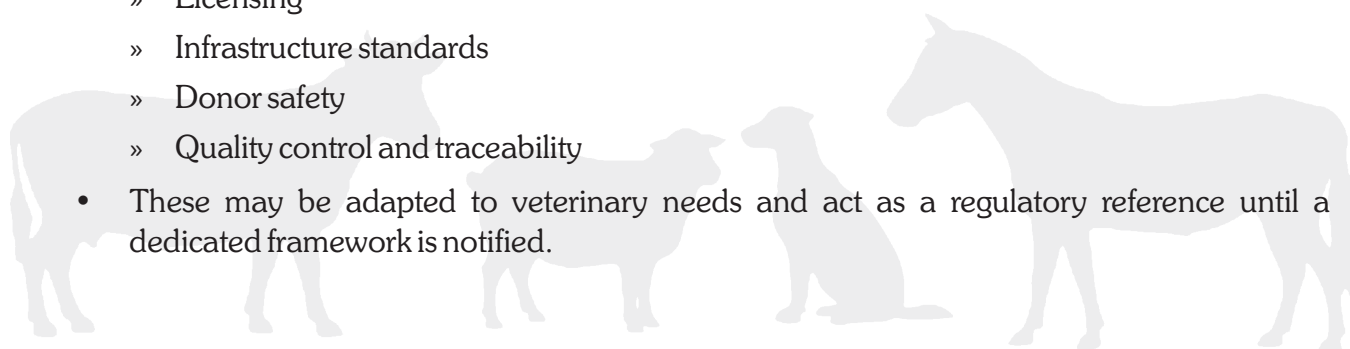 » Licensing
» Infrastructure standards
» Donor safety
» Quality control and traceability
• These may be adapted to veterinary needs and act as a regulatory reference until a
dedicated framework is notified.